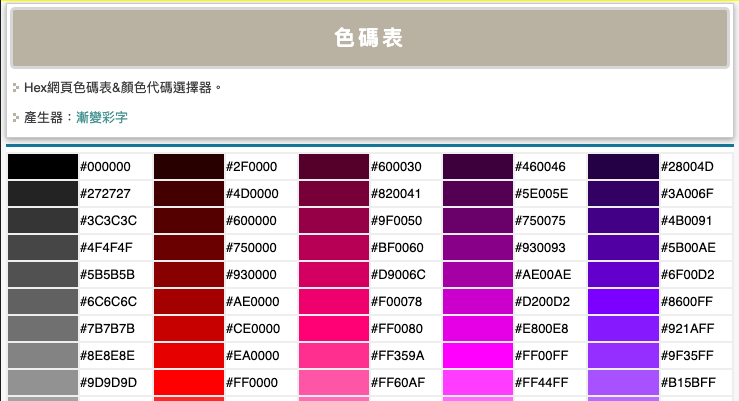 色碼表
Hex網頁色碼表&顏色代碼選擇器。
產生器：漸變彩字
#000000 #2F0000 #600030 #460046 #28004D
#272727 #4D0000 #820041 #5E005E #3A006F
#3C3C3C #600000 #9F0050 #750075 #4B0091
#4F4F4F #750000 #BF0060 #930093 #5B00AE
#5B5B5B #930000 #D9006C #AE00AE #6F00D2
#6C6C6C #AE0000 #F00078 #D200D2 #8600FF
#7B7B7B #CE0000 #FF0080 #E800E8 #921AFF
#8E8E8E #EA0000 #FF359A #FF00FF #9F35FF
#9D9D9D #FF0000 #FF60AF #FF44FF #B15BFF